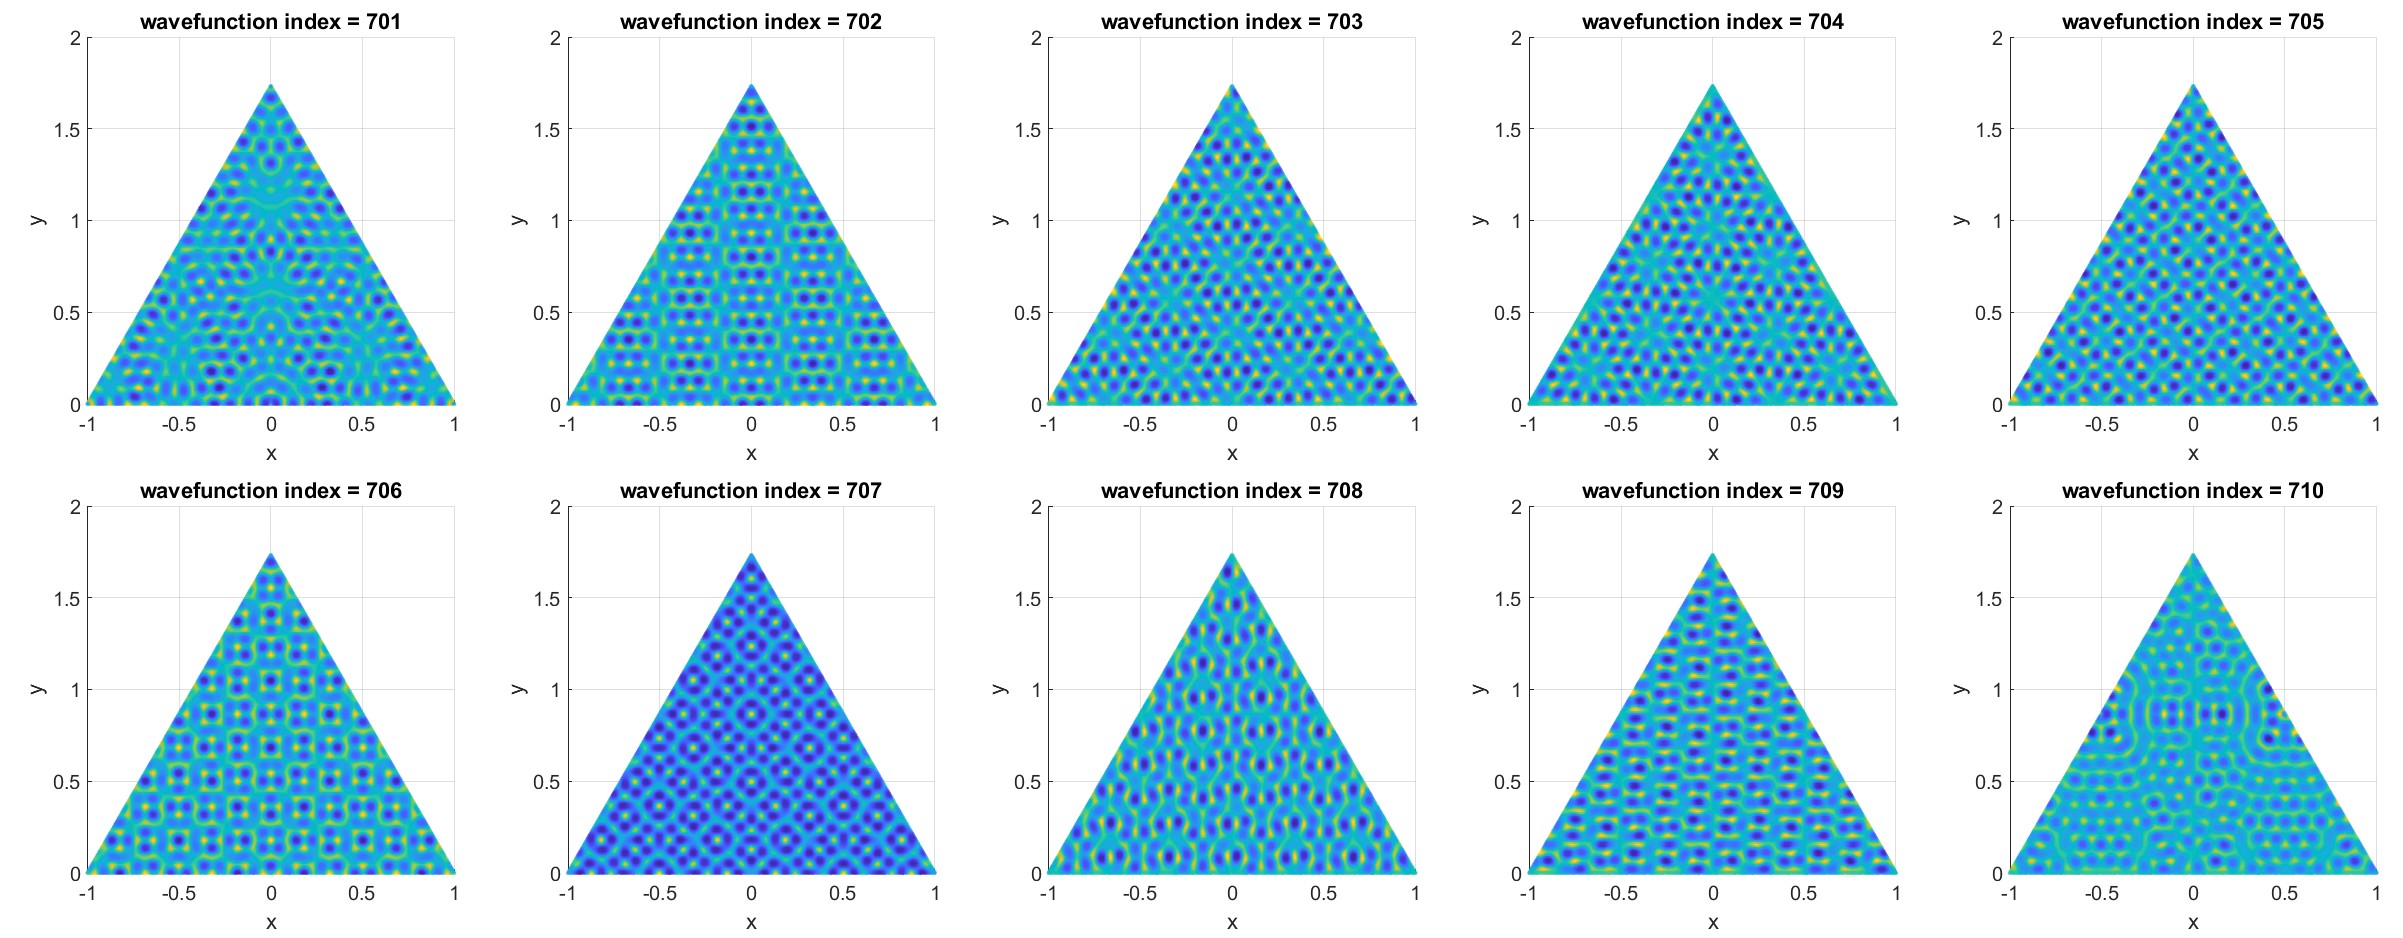 wavefunction index = 701
2
1.5
y
1
0.5
0
-1 -0.5 0 0.5 1
x
wavefunction index = 702
2
1.5
y
1
0.5
0
-1 -0.5 0 0.5 1
x
wavefunction index = 703
2
1.5
y
1
0.5
0
-1 -0.5 0 0.5 1
x
wavefunction index = 704
2
1.5
y
1
0.5
0
-1 -0.5 0 0.5 1
x
wavefunction index = 705
2
1.5
y
1
0.5
0
-1 -0.5 0 0.5 1
x
wavefunction index = 706
2
1.5
y
1
0.5
0
-1 -0.5 0 0.5 1
x
wavefunction index = 707
2
1.5
y
1
0.5
0
-1 -0.5 0 0.5 1
x
wavefunction index = 708
2
1.5
y
1
0.5
0
-1 -0.5 0 0.5 1
x
wavefunction index = 709
2
1.5
y
1
0.5
0
-1 -0.5 0 0.5 1
x
wavefunction index = 710
2
1.5
y
1
0.5
0
-1 -0.5 0 0.5 1
x